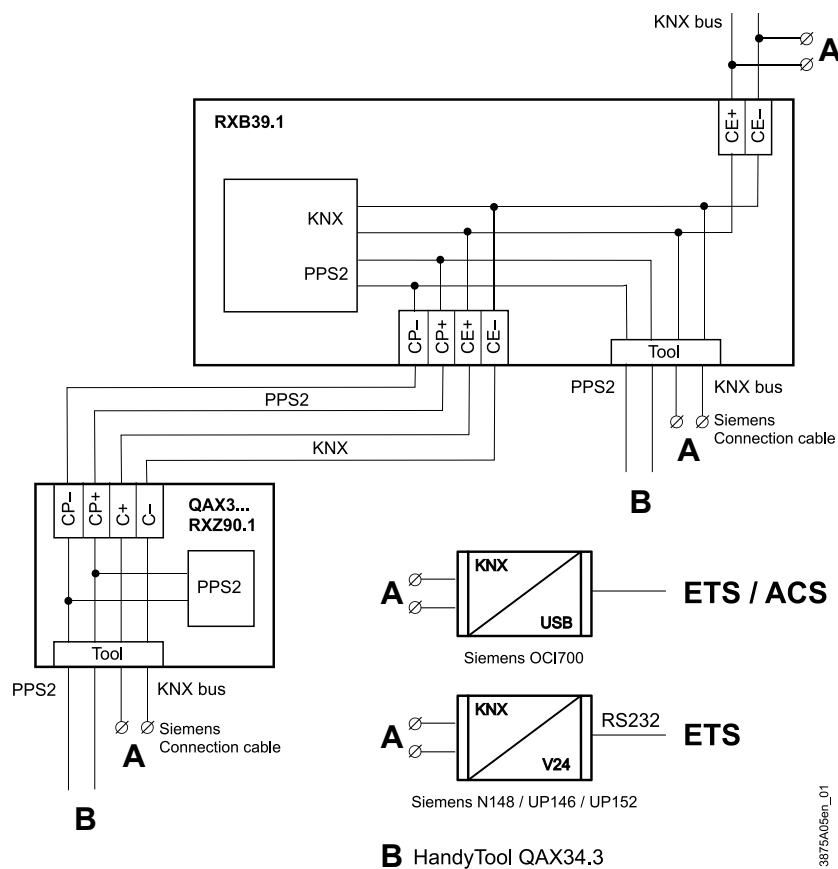 KNX bus
A
RXB39.1
CE+
CE–
KNX
PPS2
CP–
CP+
CE+
CE–
Tool
PPS2
KNX bus
PPS2
KNX
Siemens
Connection cable
A
B
CP–
CP+
C+
C–
QAX3...
RXZ90.1
PPS2
Tool
PPS2
KNX bus
Siemens
Connection cable
A
B
A
KNX
USB
ETS / ACS
Siemens OCI700
A
KNX
V24
RS232
ETS
Siemens N148 / UP146 / UP152
B HandyTool QAX34.3
3875A05en_01